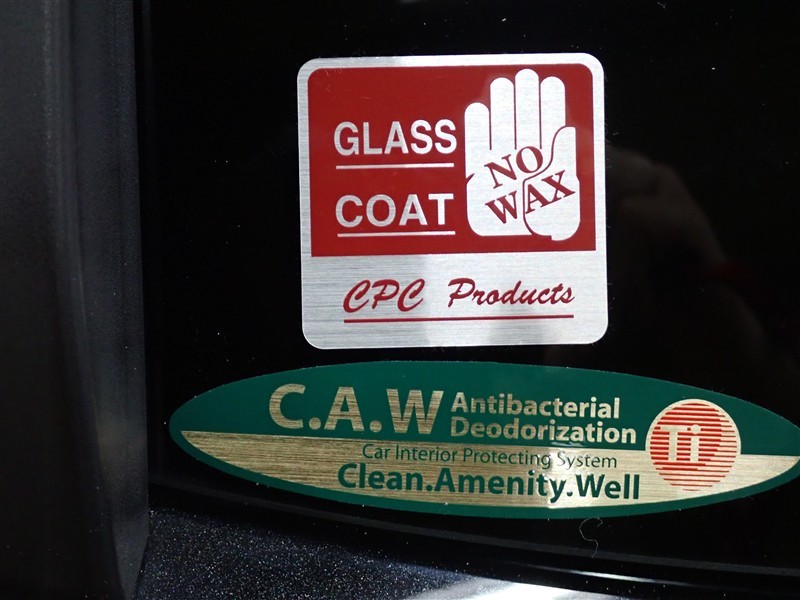 GLASS
COAT
NO
WAX
CPC Products
C.A.W Antibacterial
Deodorization
Car Interior Protecting System
Clean.Amenity.Well
Ti